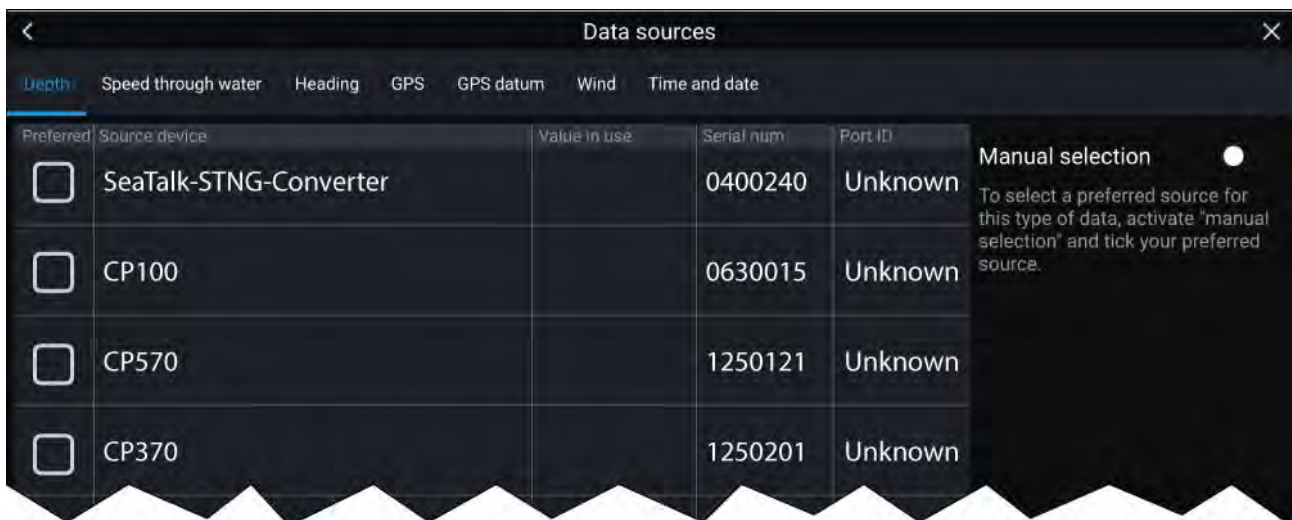 Data sources
Depth Speed through water Heading GPS GPS datum Wind Time and date
Preferred Source device Value in use Serial num Port ID
SeaTalk-STNG-Converter 0400240 Unknown
CP100 0630015 Unknown
CP570 1250121 Unknown
CP370 1250201 Unknown
Manual selection
To select a preferred source for
this type of data, activate "manual
selection" and tick your preferred
source.